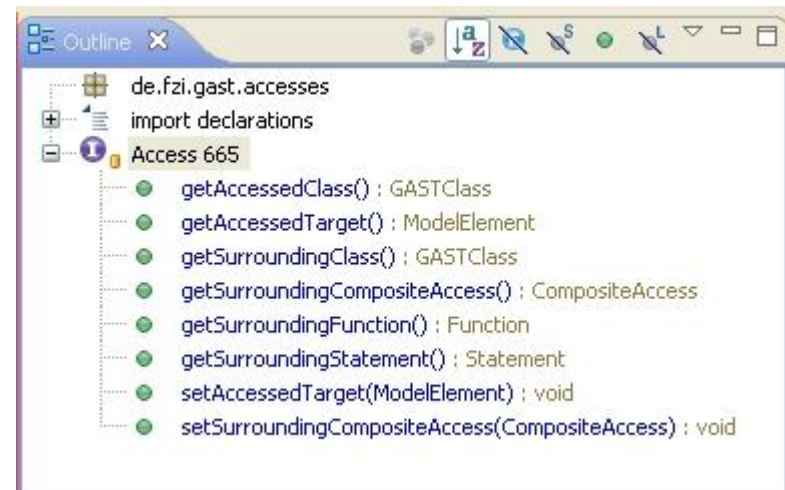 Outline
de.fzi.gast.accesses
import declarations
Access 665
getAccessedClass() : GASTClass
getAccessedTarget() : ModelElement
getSurroundingClass() : GASTClass
getSurroundingCompositeAccess() : CompositeAccess
getSurroundingFunction() : Function
getSurroundingStatement() : Statement
setAccessedTarget(ModelElement) : void
setSurroundingCompositeAccess(CompositeAccess) : void